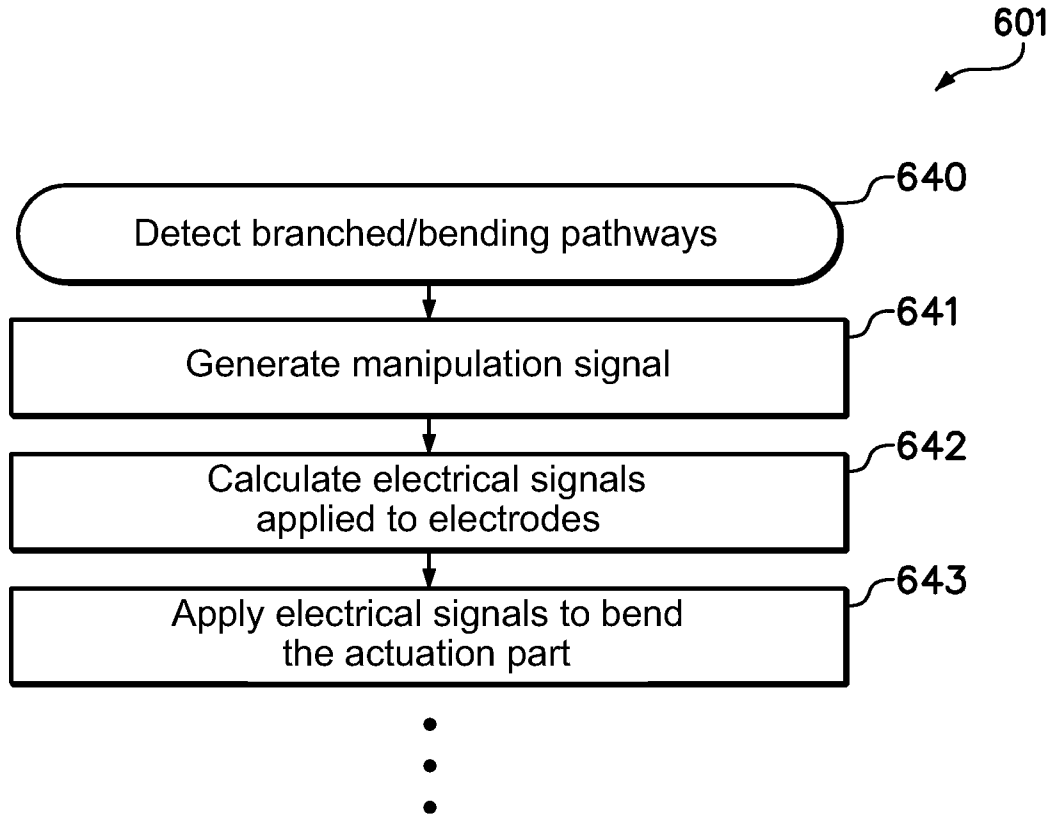 601
640
Detect branched/bending pathways
641
Generate manipulation signal
642
Calculate electrical signals
applied to electrodes
643
Apply electrical signals to bend
the actuation part